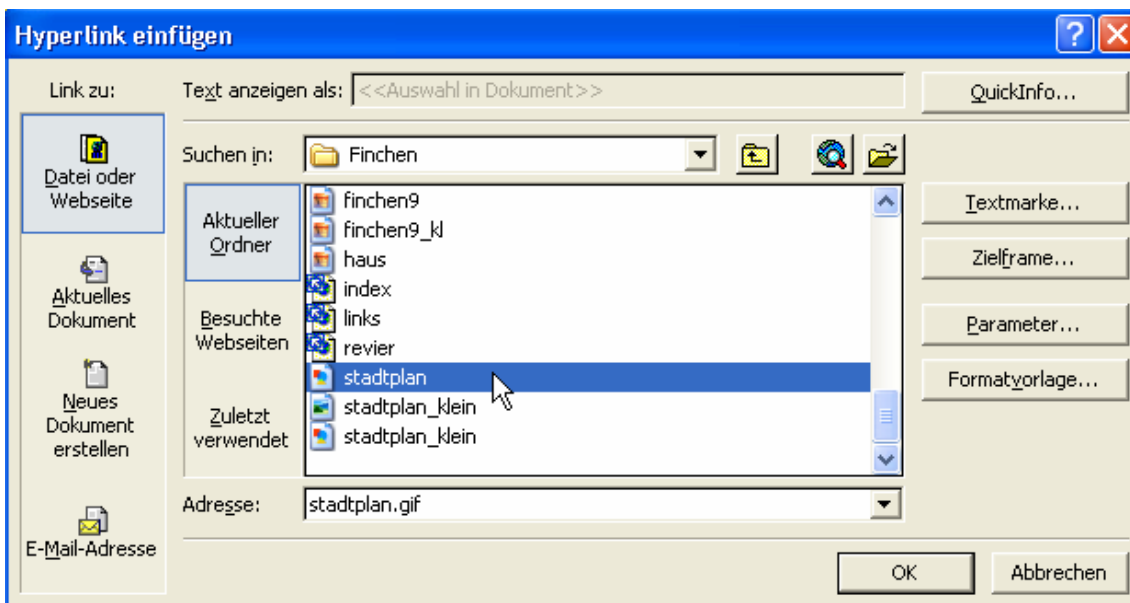 Hyperlink einfügen
Link zu:
Text anzeigen als: <<Auswahl in Dokument>>
QuickInfo...
Datei oder
Webseite
Suchen in: Finchen
Aktueller
Ordner
finchen9
finchen9_kl
haus
index
links
revier
stadtplan
stadtplan_klein
stadtplan_klein
Textmarke...
Zielframe...
Parameter...
Formatvorlage...
Aktuelles
Dokument
Besuchte
Webseiten
Neues
Dokument
erstellen
Zuletzt
verwendet
Adresse: stadtplan.gif
E-Mail-Adresse
OK
Abbrechen